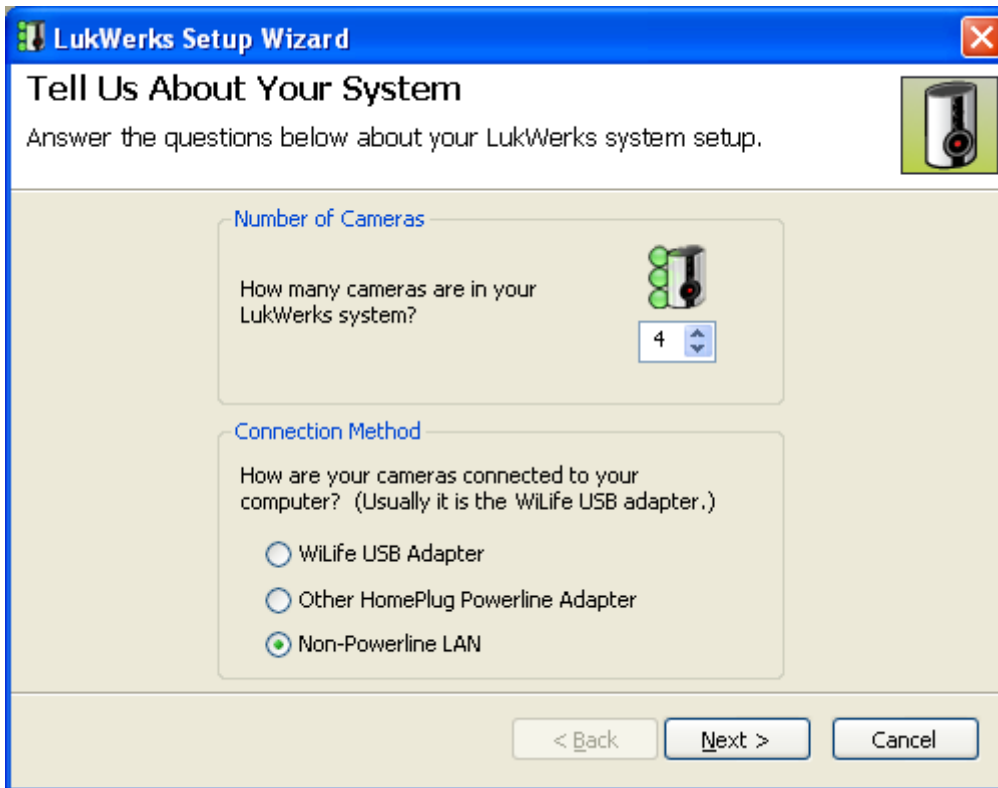 LukWerks Setup Wizard
Tell Us About Your System
Answer the questions below about your LukWerks system setup.
Number of Cameras
How many cameras are in your
LukWerks system?
4
Connection Method
How are your cameras connected to your
computer?  (Usually it is the WiLife USB adapter.)
WiLife USB Adapter
Other HomePlug Powerline Adapter
Non-Powerline LAN
< Back
Next >
Cancel